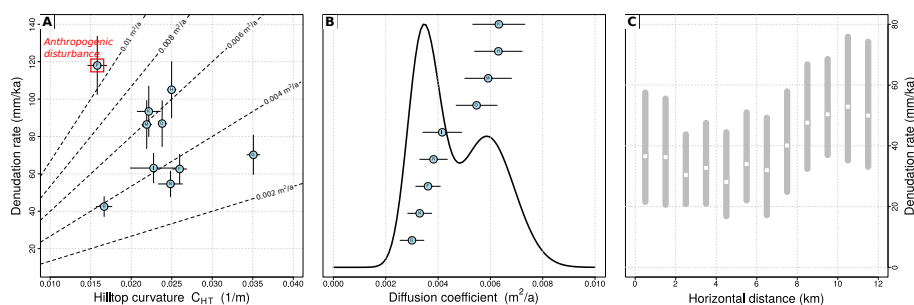 A
Anthropogenic
disturbance
0.01 m²/a
0.008 m²/a
0.006 m²/a
0.004 m²/a
0.002 m²/a
140
120
100
80
60
40
20
Denudation rate (mm/ka)
0.010 0.015 0.020 0.025 0.030 0.035 0.040
Hilltop curvature C_HT (1/m)
B
0.000 0.002 0.004 0.006 0.008 0.010
Diffusion coefficient (m²/a)
C
80
60
40
20
0
Denudation rate (mm/ka)
0 2 4 6 8 10 12
Horizontal distance (km)